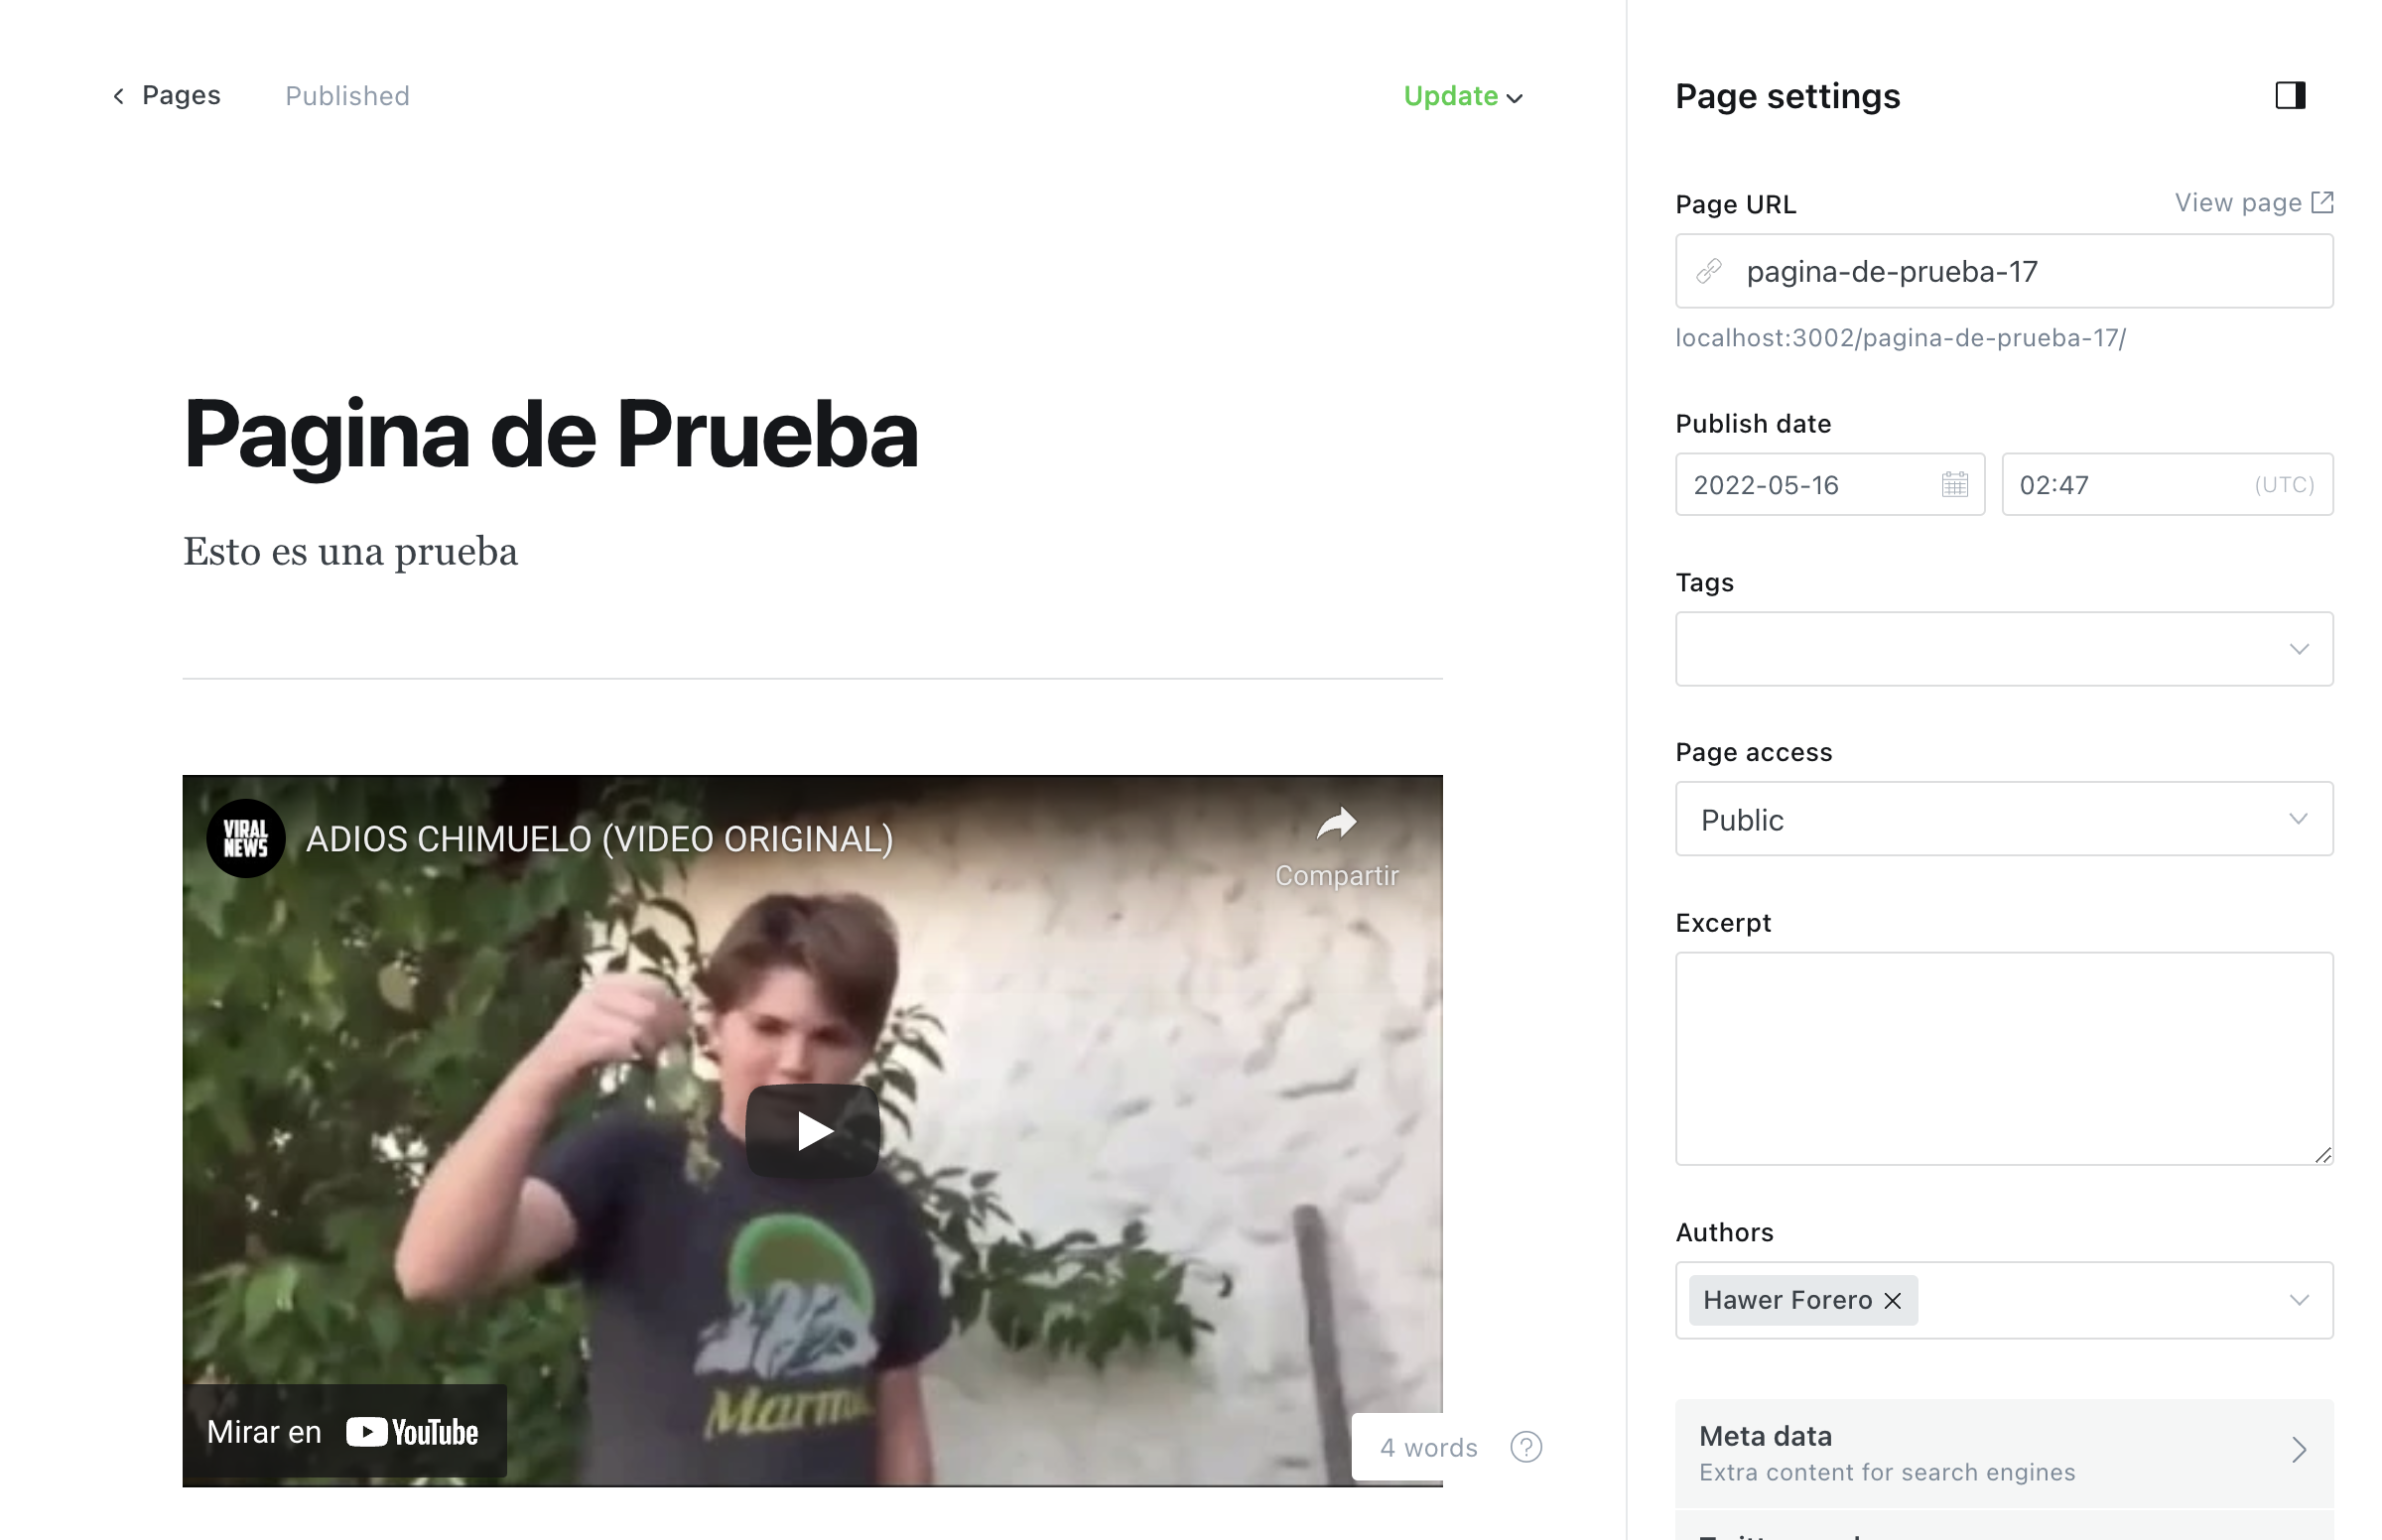 Pages
Published
Update
Pagina de Prueba
Esto es una prueba
VIRAL
NEWS
ADIOS CHIMUELO (VIDEO ORIGINAL)
Compartir
Mirar en YouTube
4 words
?
Page settings
Page URL
View page
pagina-de-prueba-17
localhost:3002/pagina-de-prueba-17/
Publish date
2022-05-16
02:47
(UTC)
Tags
Page access
Public
Excerpt
Authors
Hawer Forero
Meta data
Extra content for search engines